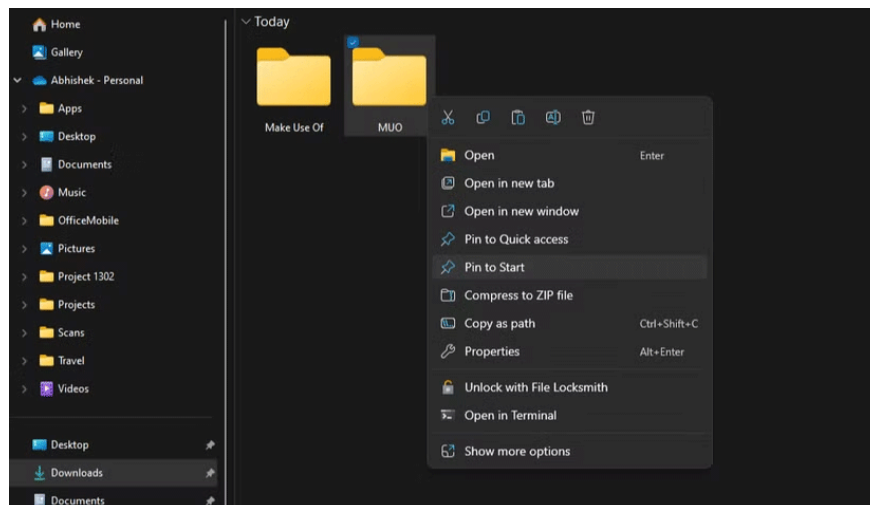 Home
Gallery
Abhishek - Personal
Apps
Desktop
Documents
Music
OfficeMobile
Pictures
Project 1302
Projects
Scans
Travel
Videos
Desktop
Downloads
Documents
Today
Make Use Of
MUO
Open Enter
Open in new tab
Open in new window
Pin to Quick access
Pin to Start
Compress to ZIP file
Copy as path Ctrl+Shift+C
Properties Alt+Enter
Unlock with File Locksmith
Open in Terminal
Show more options